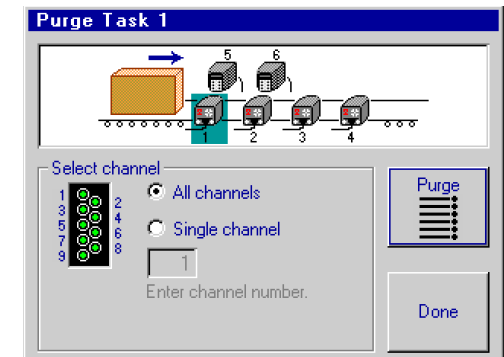 Purge Task 1
5 6
1 2 3 4
Select channel
1 2
3 4
5 6
7 8
9
All channels
Single channel
1
Enter channel number.
Purge
Done